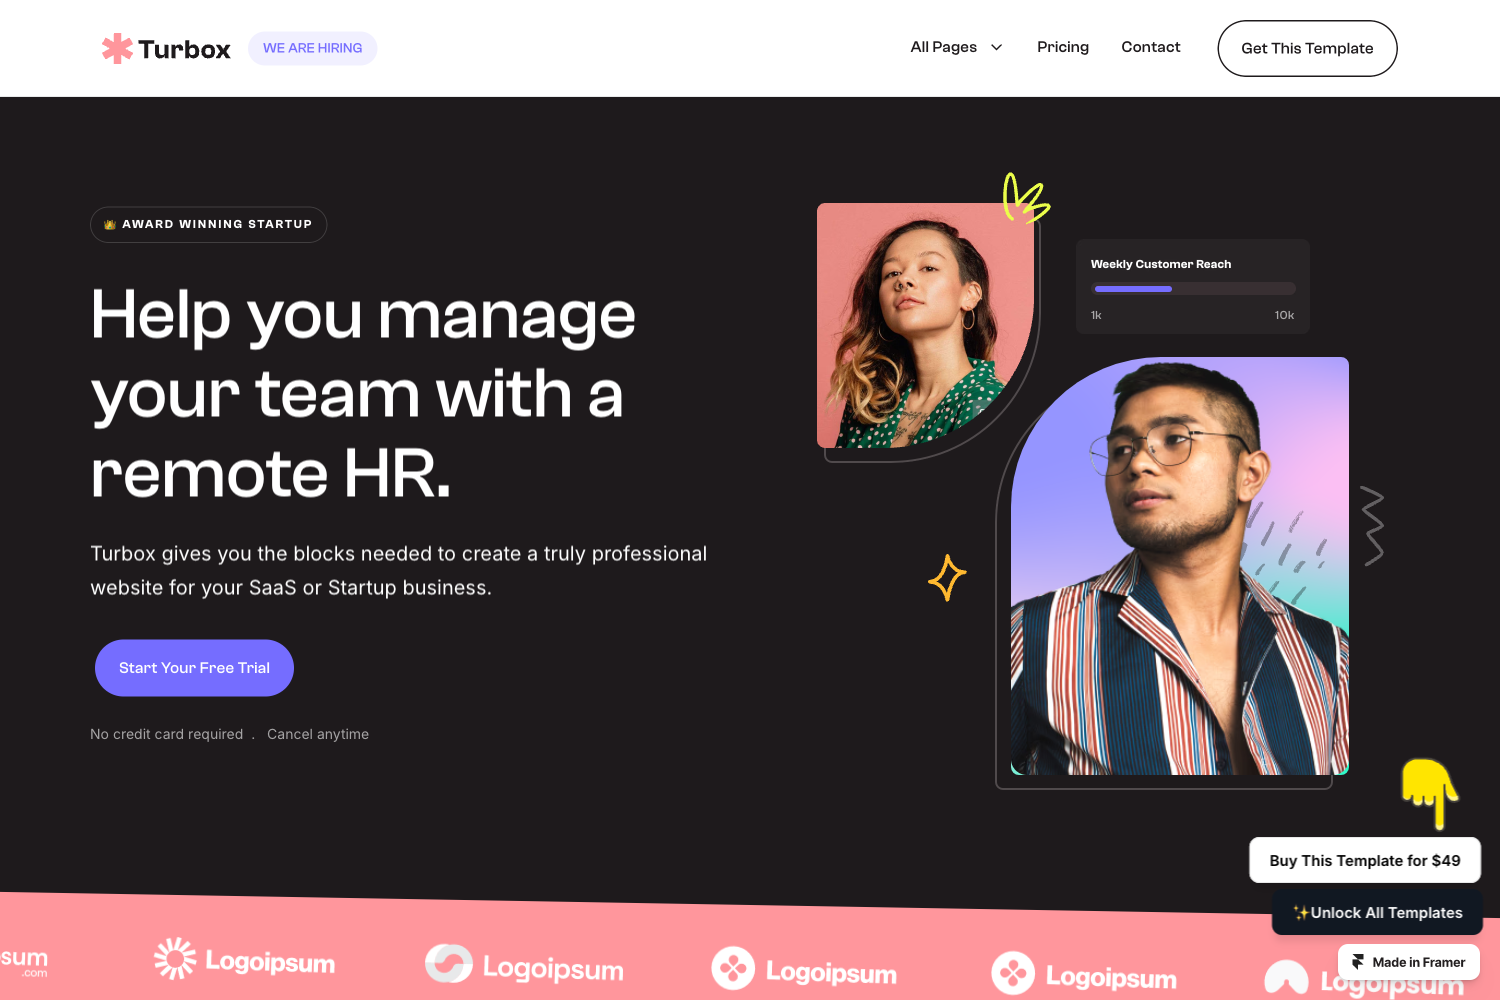 Turbox
WE ARE HIRING
All Pages
Pricing
Contact
Get This Template
👑 AWARD WINNING STARTUP
Help you manage
your team with a
remote HR.
Turbox gives you the blocks needed to create a truly professional
website for your SaaS or Startup business.
Start Your Free Trial
No credit card required . Cancel anytime
Weekly Customer Reach
1k 10k
Buy This Template for $49
✨Unlock All Templates
Made in Framer
sum
.com
Logoipsum
Logoipsum
Logoipsum
Logoipsum
Logoipsum